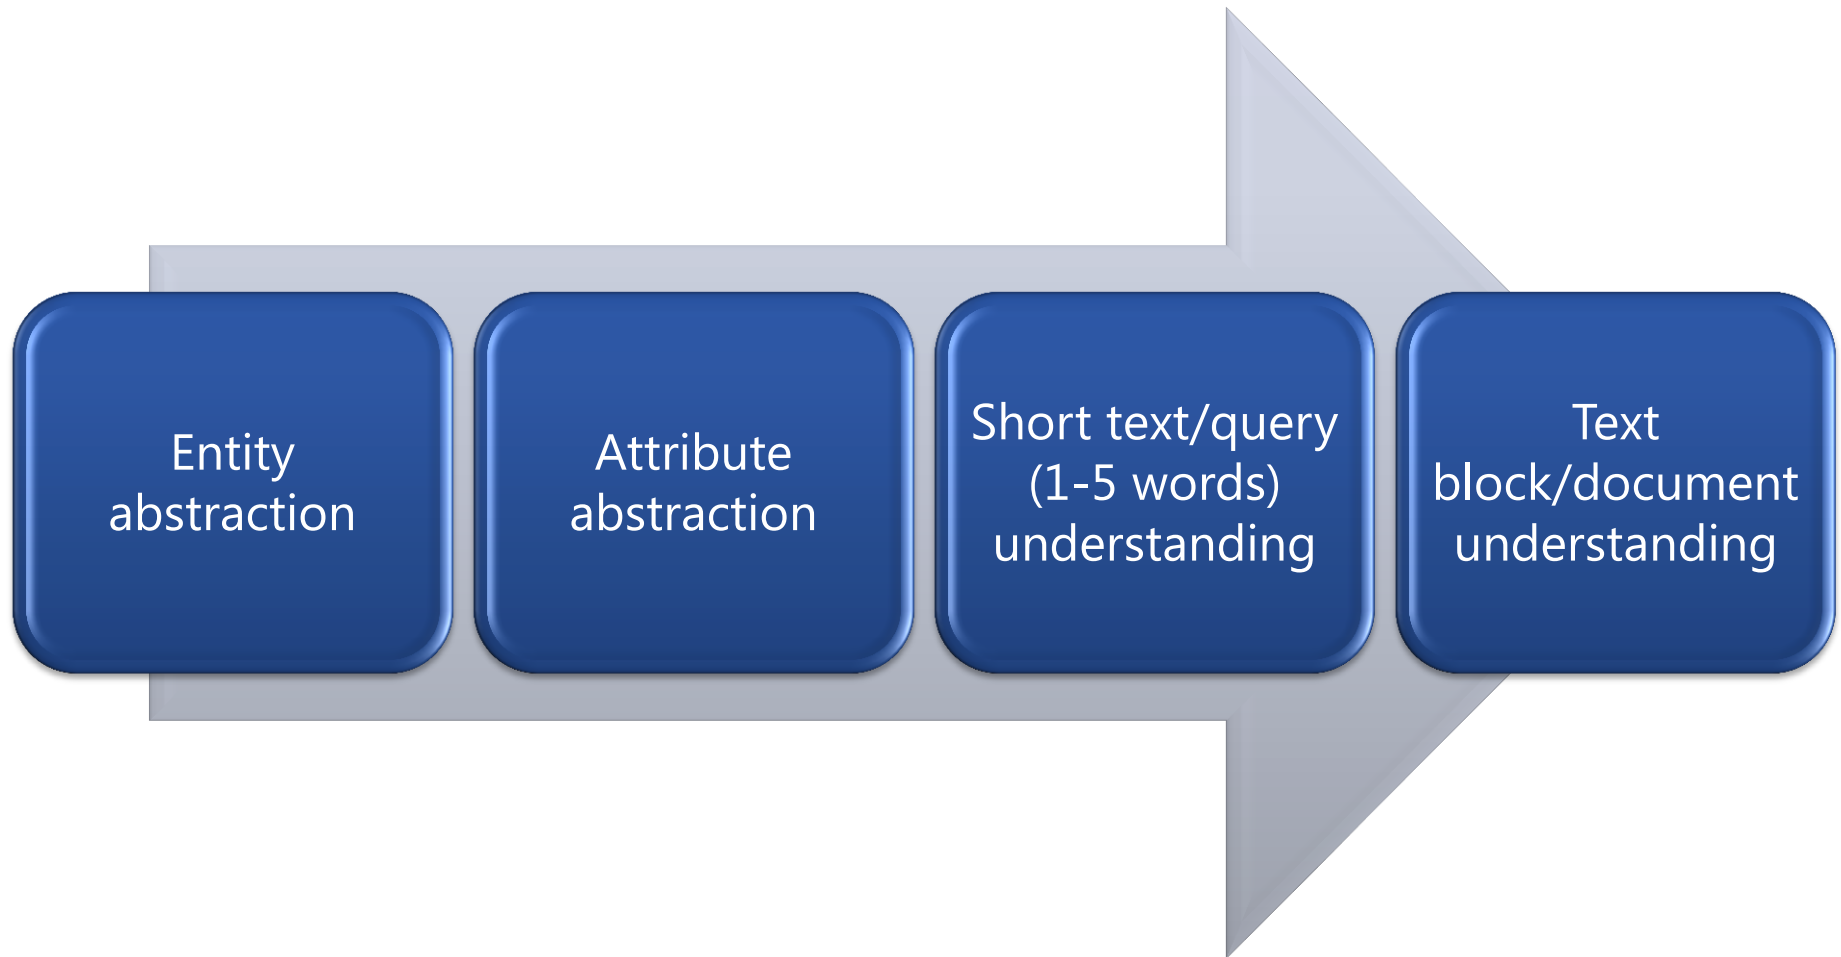 Entity
abstraction
Attribute
abstraction
Short text/query
(1-5 words)
understanding
Text
block/document
understanding